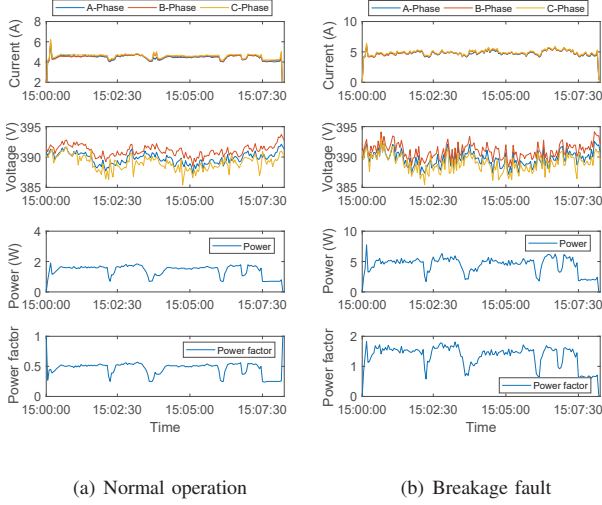 A-Phase B-Phase C-Phase
Current (A)
8
6
4
2
15:00:00 15:02:30 15:05:00 15:07:30
Voltage (V)
395
390
385
15:00:00 15:02:30 15:05:00 15:07:30
Power (W)
4
2
0
Power
15:00:00 15:02:30 15:05:00 15:07:30
Power factor
1
0.5
0
Power factor
15:00:00 15:02:30 15:05:00 15:07:30
Time
(a) Normal operation
A-Phase B-Phase C-Phase
Current (A)
10
5
0
15:00:00 15:02:30 15:05:00 15:07:30
Voltage (V)
395
390
385
15:00:00 15:02:30 15:05:00 15:07:30
Power (W)
10
5
0
Power
15:00:00 15:02:30 15:05:00 15:07:30
Power factor
2
1
0
Power factor
15:00:00 15:02:30 15:05:00 15:07:30
Time
(b) Breakage fault